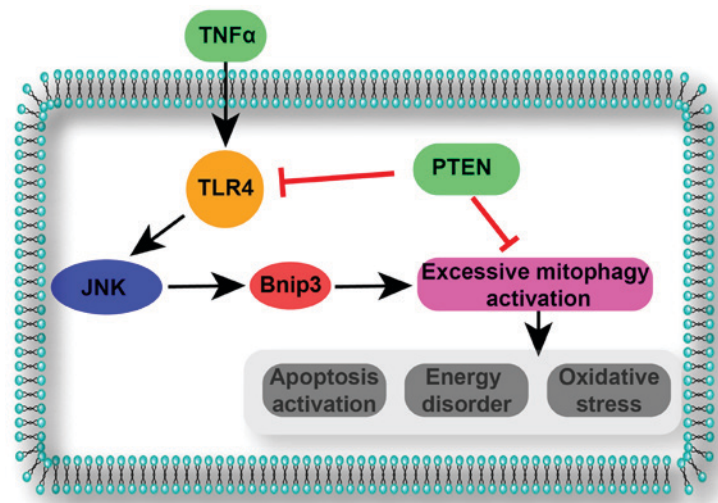 TNFα
TLR4
PTEN
JNK
Bnip3
Excessive mitophagy
activation
Apoptosis
activation
Energy
disorder
Oxidative
stress